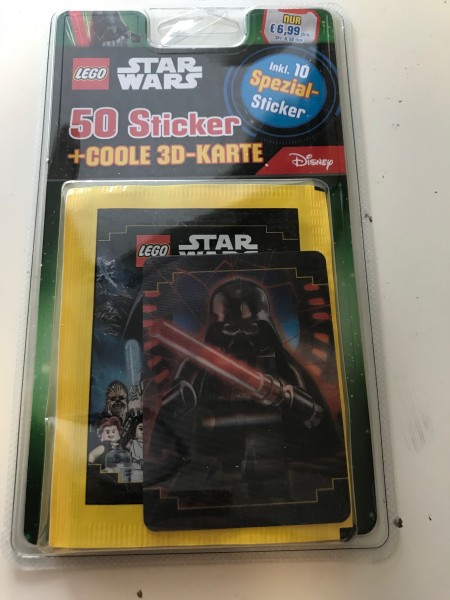 NUR
€ 6,99
LEGO
STAR
WARS
Inkl. 10
Spezial-
Sticker
50 Sticker
+COOLE 3D-KARTE
Disney
LEGO
STAR
WARS